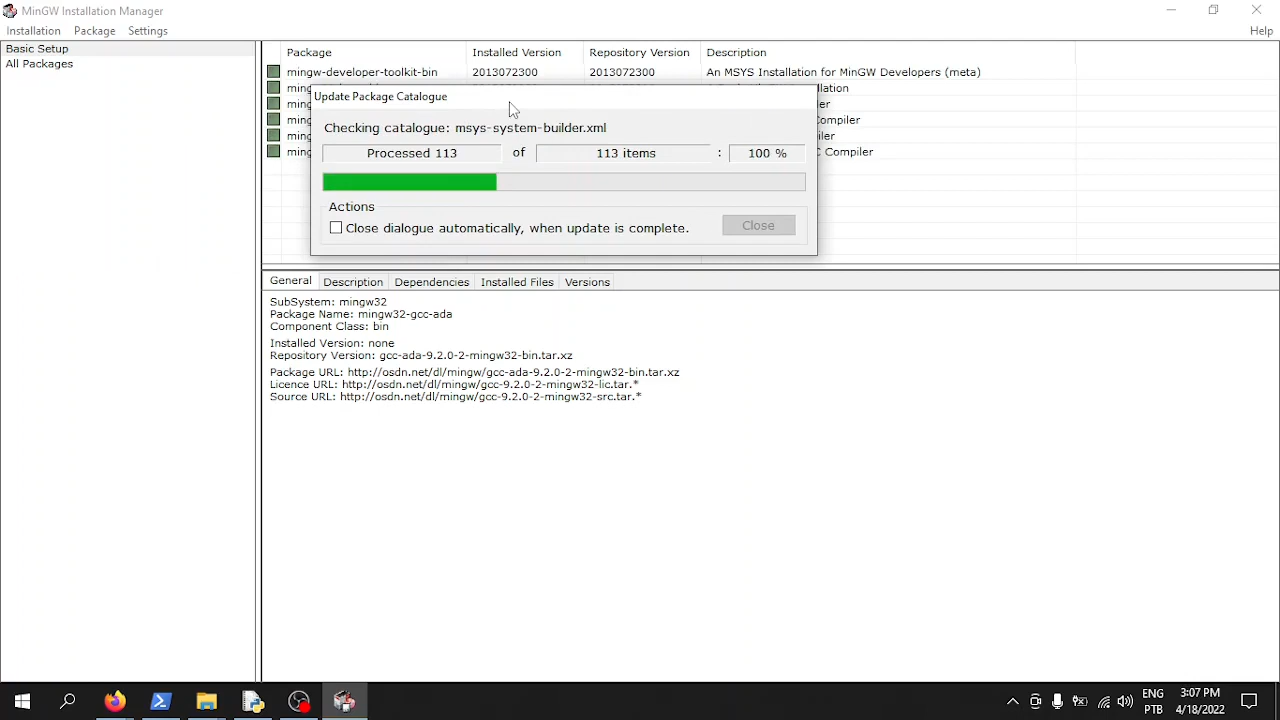 MinGW Installation Manager
Installation Package Settings Help
Basic Setup
All Packages
Package Installed Version Repository Version Description
mingw-developer-toolkit-bin 2013072300 2013072300 An MSYS Installation for MinGW Developers (meta)
Update Package Catalogue
Checking catalogue: msys-system-builder.xml
Processed 113 of 113 items : 100 %
Actions
Close dialogue automatically, when update is complete. Close
General Description Dependencies Installed Files Versions
SubSystem: mingw32
Package Name: mingw32-gcc-ada
Component Class: bin
Installed Version: none
Repository Version: gcc-ada-9.2.0-2-mingw32-bin.tar.xz
Package URL: http://osdn.net/dl/mingw/gcc-ada-9.2.0-2-mingw32-bin.tar.xz
Licence URL: http://osdn.net/dl/mingw/gcc-9.2.0-2-mingw32-lic.tar.*
Source URL: http://osdn.net/dl/mingw/gcc-9.2.0-2-mingw32-src.tar.*
ENG 3:07 PM
PTB 4/18/2022